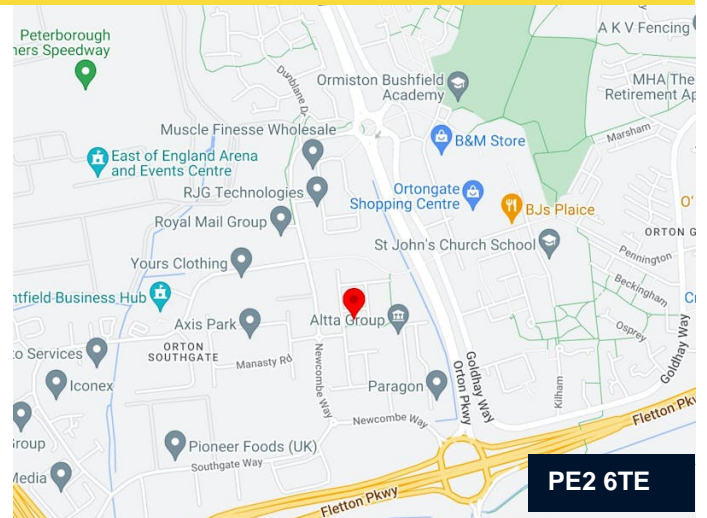 Peterborough
ners Speedway
A K V Fencing
Dunblane Dr
Ormiston Bushfield
Academy
MHA The
Retirement Ap
Muscle Finesse Wholesale
B&M Store
Marsham
East of England Arena
and Events Centre
RJG Technologies
Ortongate
Shopping Centre
O'
BJs Plaice
Royal Mail Group
ORTON G
St John's Church School
Pennington
Yours Clothing
Beckingham
ntfield Business Hub
Ci
Axis Park
Altta Group
Osprey
ORTON
SOUTHGATE
to Services
Manasty Rd
Newcombe Way
Orton Pkwy
Goldhay Way
Goldhay Way
Iconex
Paragon
Kilham
Newcombe Way
Fletton Pkw
Group
Pioneer Foods (UK)
Southgate Way
Media
Fletton Pkwy
PE2 6TE